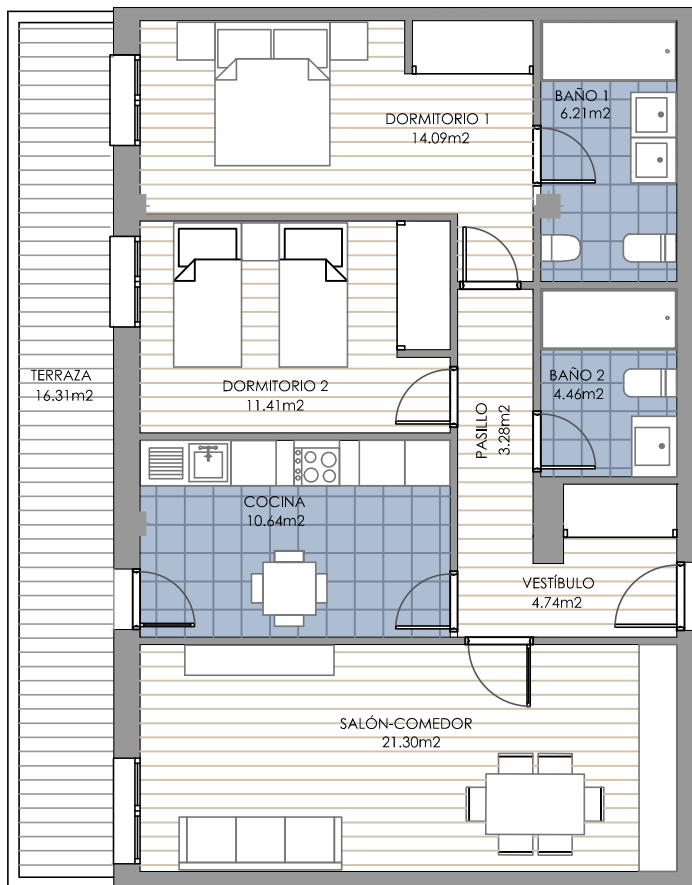 DORMITORIO 1
14.09m2
BAÑO 1
6.21m2
TERRAZA
16.31m2
DORMITORIO 2
11.41m2
PASILLO
3.28m2
BAÑO 2
4.46m2
COCINA
10.64m2
VESTÍBULO
4.74m2
SALÓN-COMEDOR
21.30m2